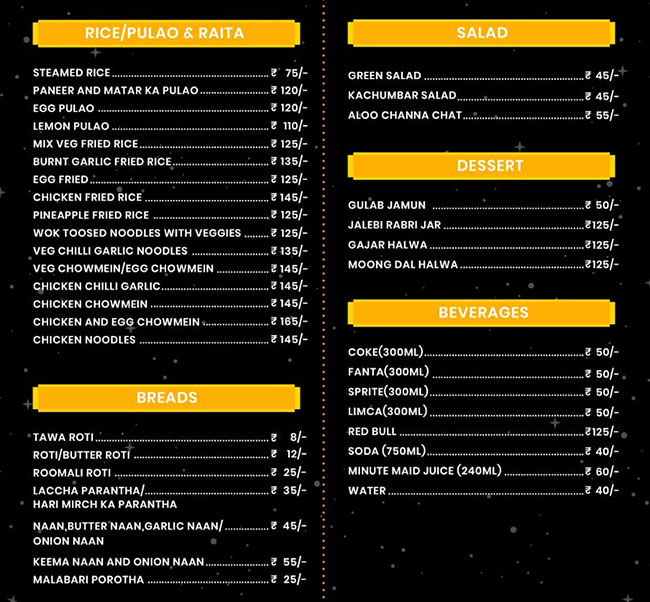 RICE/PULAO & RAITA
STEAMED RICE ₹ 75/-
PANEER AND MATAR KA PULAO ₹ 120/-
EGG PULAO ₹ 120/-
LEMON PULAO ₹ 110/-
MIX VEG FRIED RICE ₹ 125/-
BURNT GARLIC FRIED RICE ₹ 135/-
EGG FRIED ₹ 125/-
CHICKEN FRIED RICE ₹ 145/-
PINEAPPLE FRIED RICE ₹ 125/-
WOK TOOSED NOODLES WITH VEGGIES ₹ 125/-
VEG CHILLI GARLIC NOODLES ₹ 135/-
VEG CHOWMEIN/EGG CHOWMEIN ₹ 145/-
CHICKEN CHILLI GARLIC ₹ 145/-
CHICKEN CHOWMEIN ₹ 145/-
CHICKEN AND EGG CHOWMEIN ₹ 165/-
CHICKEN NOODLES ₹ 145/-
BREADS
TAWA ROTI ₹ 8/-
ROTI/BUTTER ROTI ₹ 12/-
ROOMALI ROTI ₹ 25/-
LACCHA PARANTHA/ ₹ 35/-
HARI MIRCH KA PARANTHA
NAAN,BUTTER NAAN,GARLIC NAAN/ ₹ 45/-
ONION NAAN
KEEMA NAAN AND ONION NAAN ₹ 55/-
MALABARI POROTHA ₹ 25/-
SALAD
GREEN SALAD ₹ 45/-
KACHUMBAR SALAD ₹ 45/-
ALOO CHANNA CHAT ₹ 55/-
DESSERT
GULAB JAMUN ₹ 50/-
JALEBI RABRI JAR ₹125/-
GAJAR HALWA ₹125/-
MOONG DAL HALWA ₹125/-
BEVERAGES
COKE(300ML) ₹ 50/-
FANTA(300ML) ₹ 50/-
SPRITE(300ML) ₹ 50/-
LIMCA(300ML) ₹ 50/-
RED BULL ₹125/-
SODA (750ML) ₹ 40/-
MINUTE MAID JUICE (240ML) ₹ 60/-
WATER ₹ 40/-